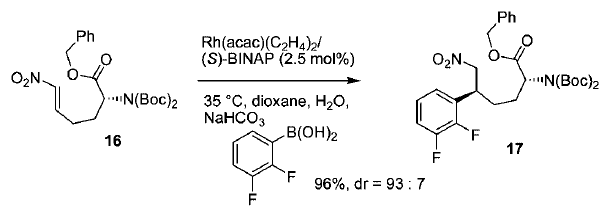 Ph
O
O
O₂N
N(Boc)₂
16
Rh(acac)(C₂H₄)₂/
(S)-BINAP (2.5 mol%)
35 °C, dioxane, H₂O,
NaHCO₃
B(OH)₂
F
F
96%, dr = 93 : 7
Ph
O
O
NO₂
N(Boc)₂
F
F
17